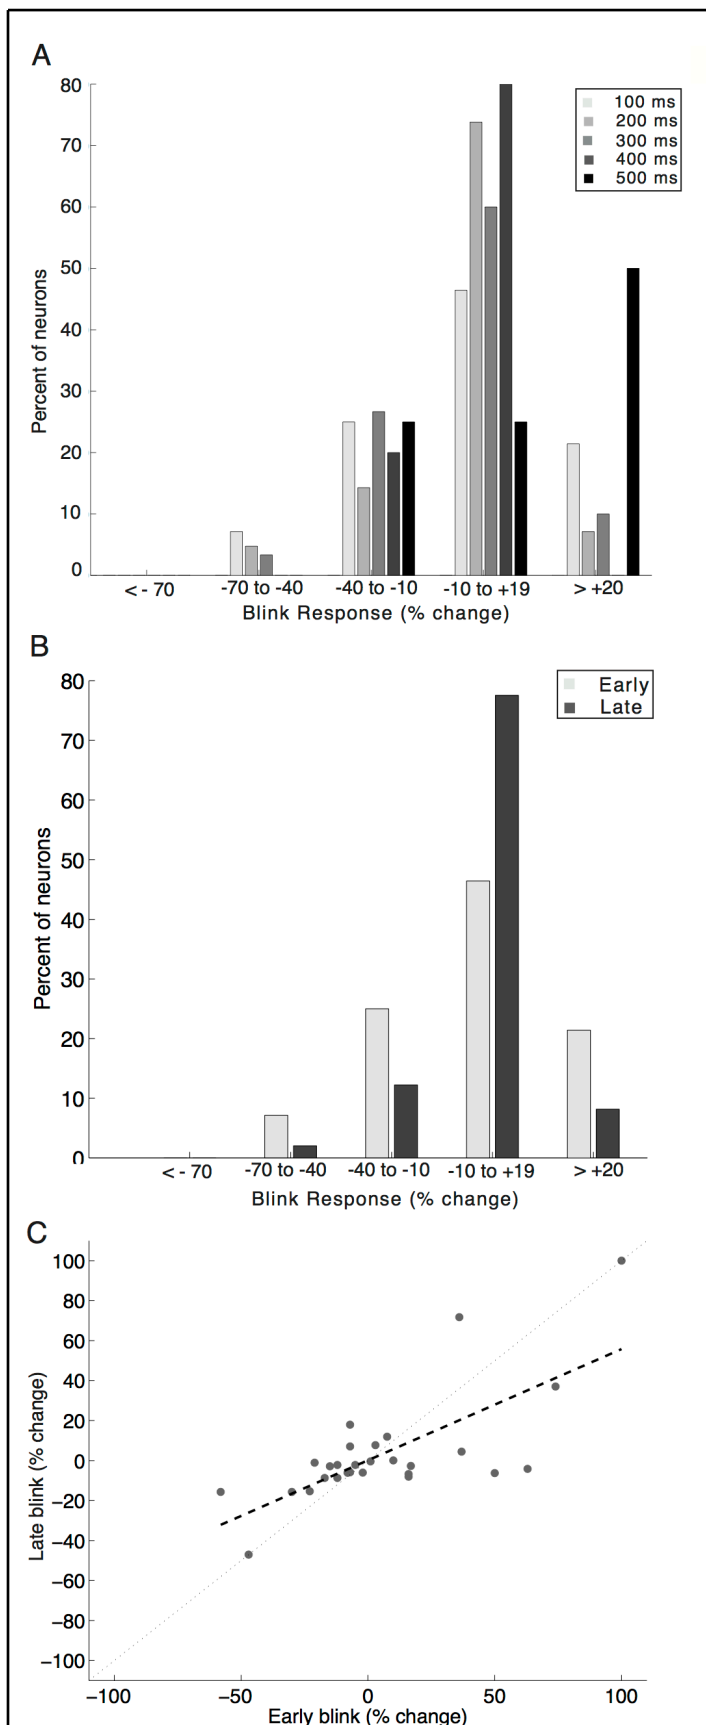 A
80
70
60
50
40
30
20
10
0
Percent of neurons
100 ms
200 ms
300 ms
400 ms
500 ms
< - 70 -70 to -40 -40 to -10 -10 to +19 > +20
Blink Response (% change)
B
80
70
60
50
40
30
20
10
0
Percent of neurons
Early
Late
< - 70 -70 to -40 -40 to -10 -10 to +19 > +20
Blink Response (% change)
C
100
80
60
40
20
0
−20
−40
−60
−80
−100
Late blink (% change)
−100 −50 0 50 100
Early blink (% change)